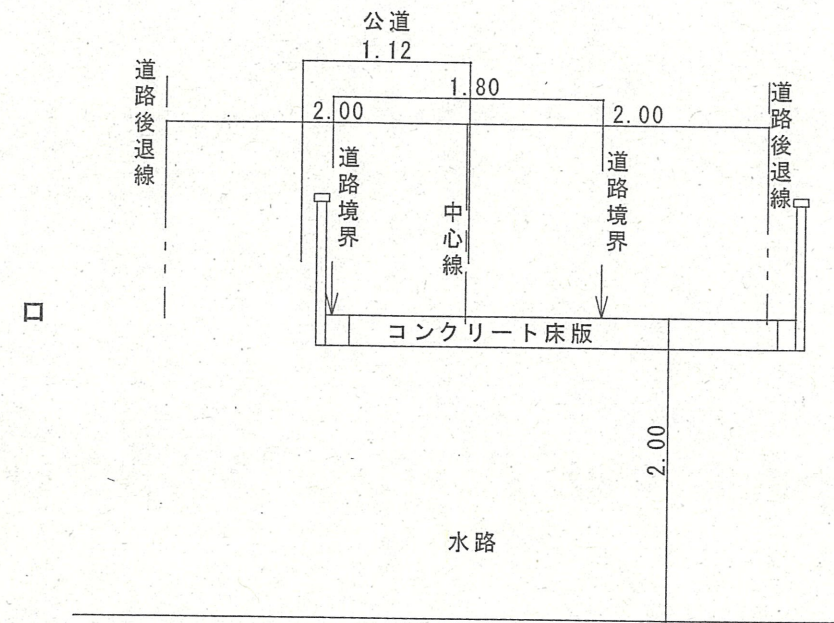 公道
1.12
1.80
2.00
2.00
道路後退線
道路後退線
道路境界
道路境界
中心線
ロ
コンクリート床版
2.00
水路